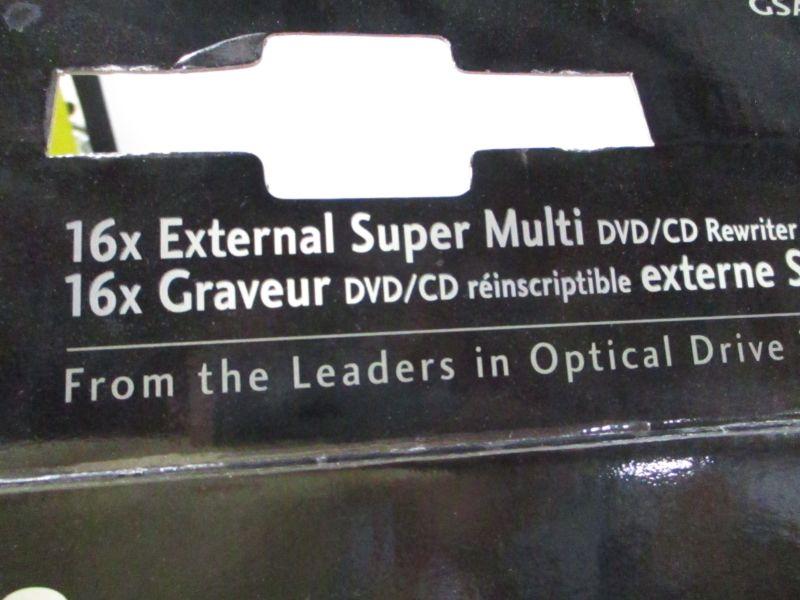 16x External Super Multi DVD/CD Rewriter
16x Graveur DVD/CD réinscriptible externe
From the Leaders in Optical Drive